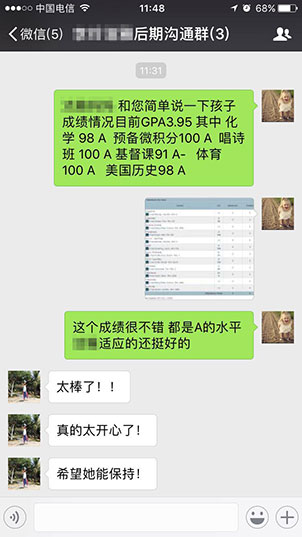 中国电信
11:48
68%
微信(5)
后期沟通群(3)
11:31
和您简单说一下孩子
成绩情况目前GPA3.95 其中 化
学 98 A 预备微积分100 A 唱诗
班 100 A 基督课91 A- 体育
100 A 美国历史98 A
这个成绩很不错 都是A的水平
适应的还挺好的
太棒了！！
真的太开心了！
希望她能保持！